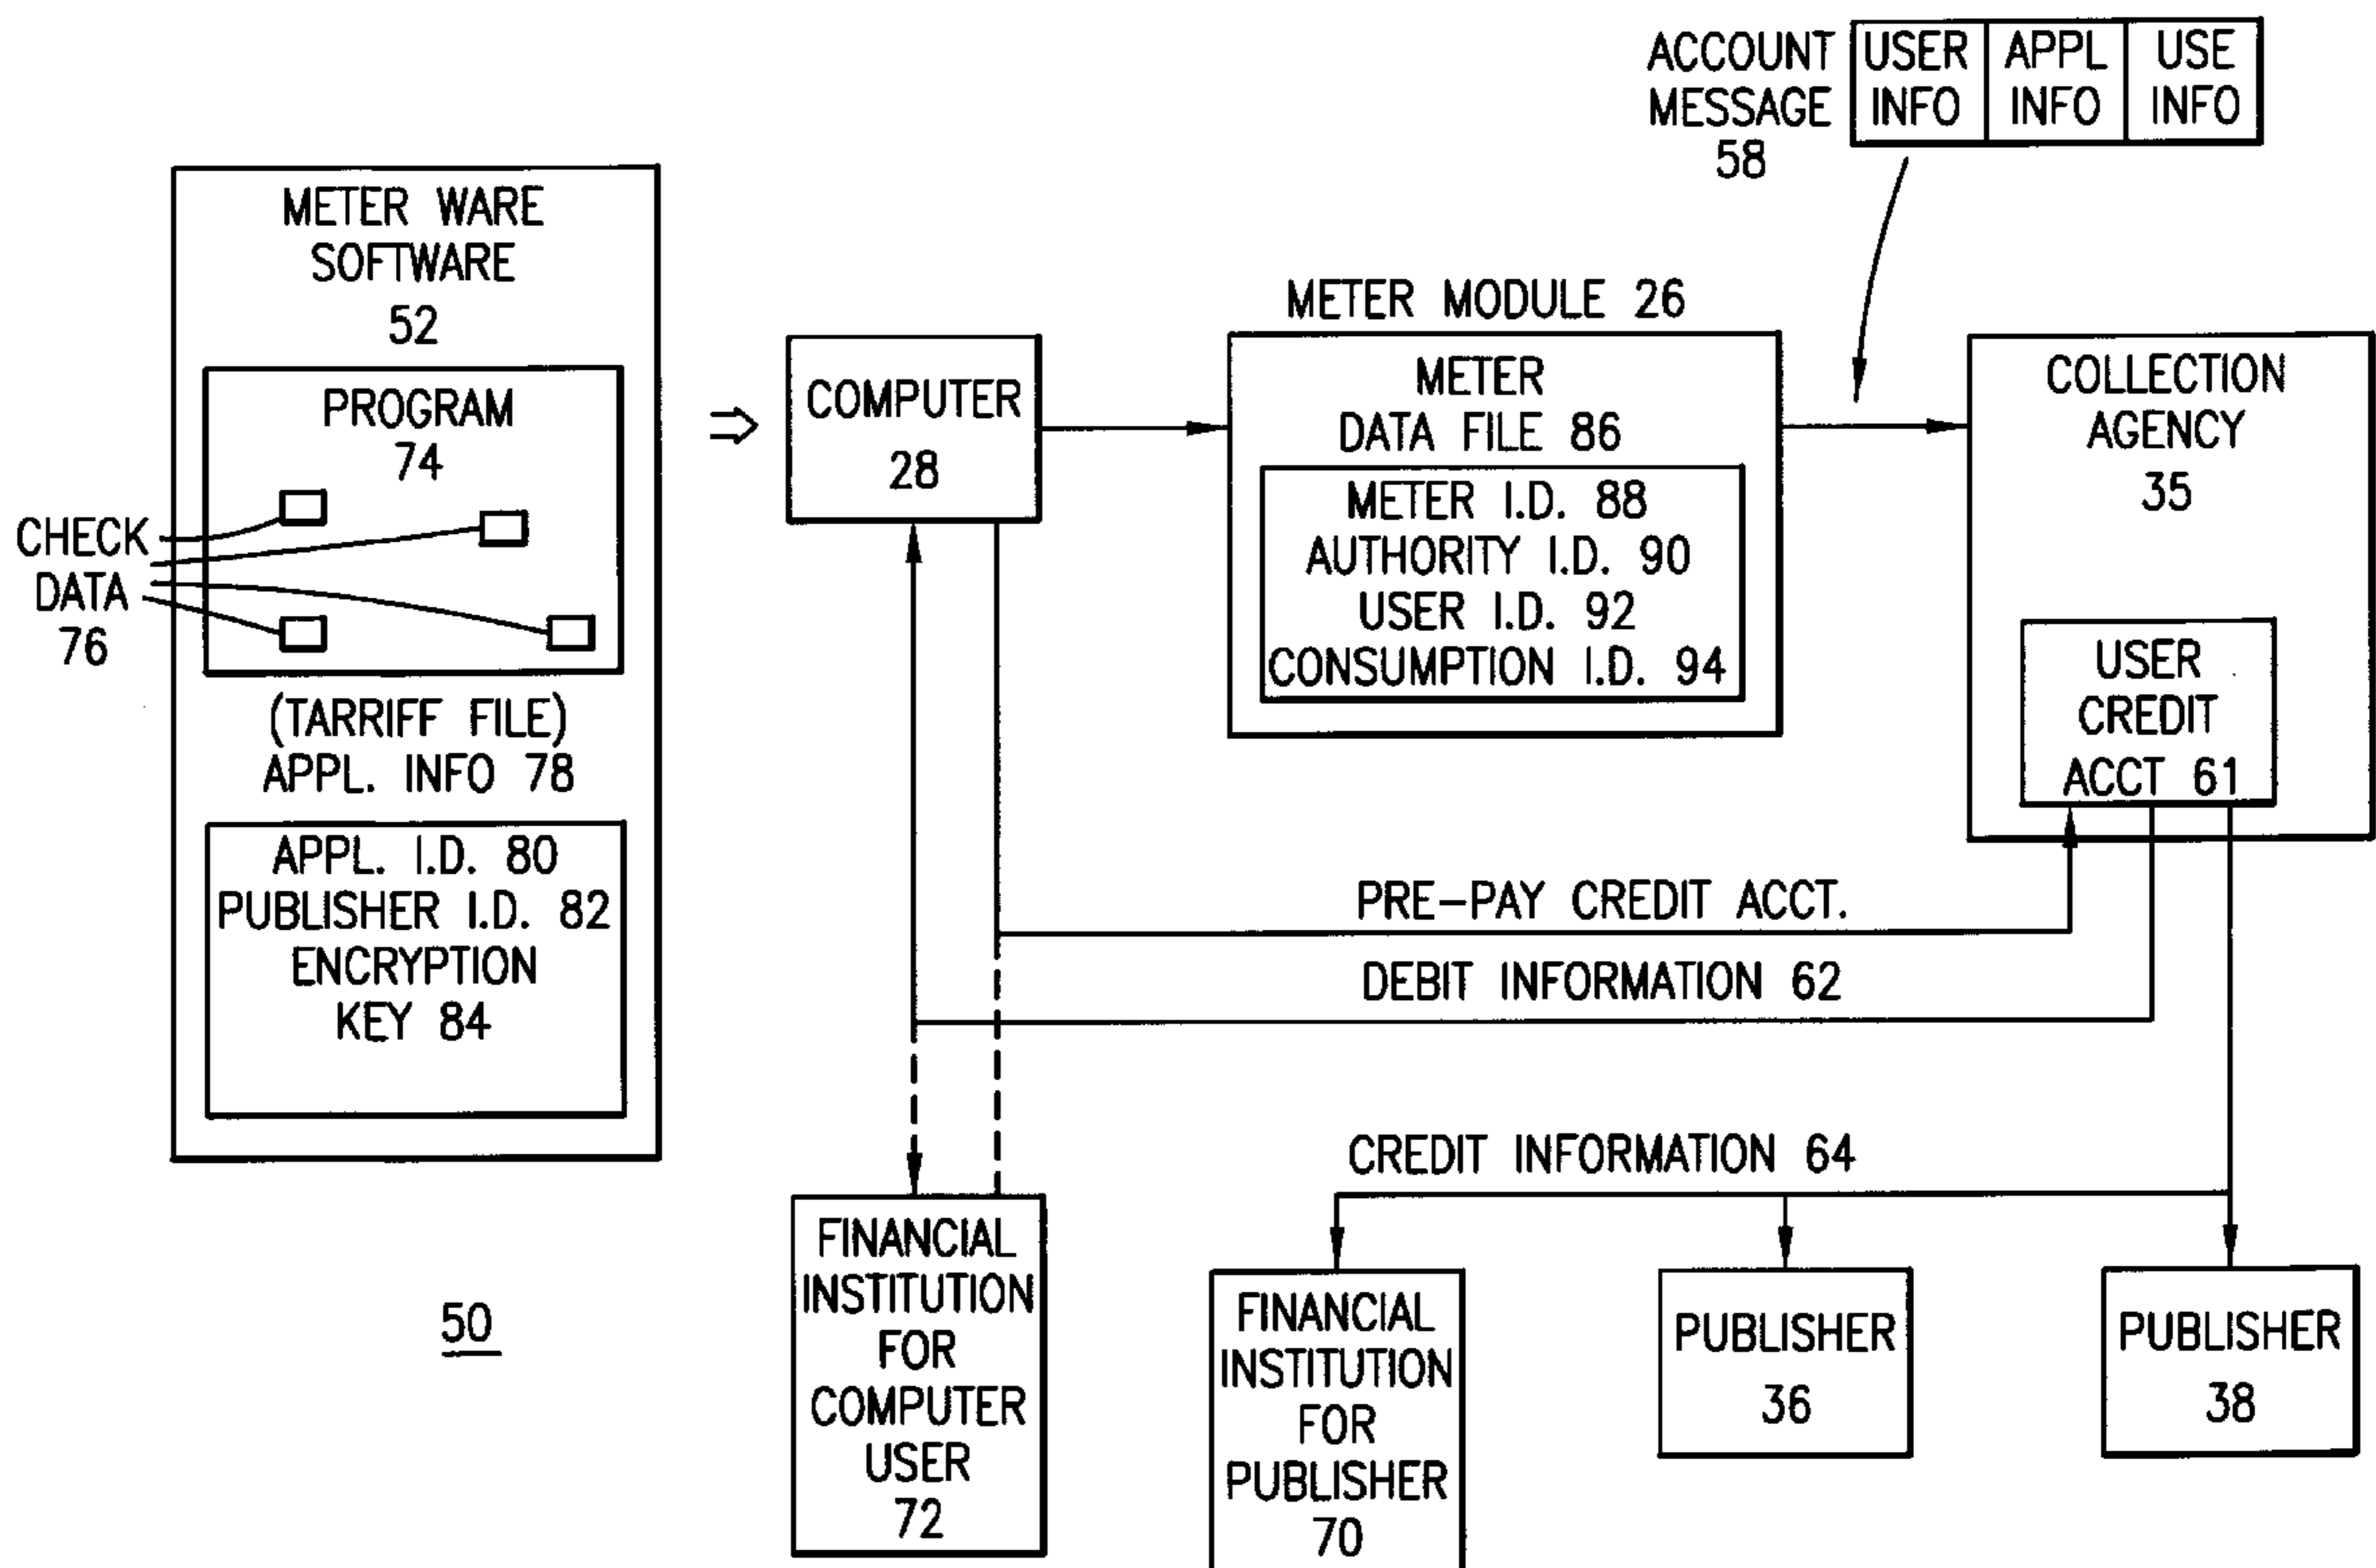 ACCOUNT
MESSAGE
58
USER
INFO
APPL
INFO
USE
INFO
METER WARE
SOFTWARE
52
PROGRAM
74
CHECK
DATA
76
(TARRIFF FILE)
APPL. INFO 78
APPL. I.D. 80
PUBLISHER I.D. 82
ENCRYPTION
KEY 84
⇒
COMPUTER
28
METER MODULE 26
METER
DATA FILE 86
METER I.D. 88
AUTHORITY I.D. 90
USER I.D. 92
CONSUMPTION I.D. 94
COLLECTION
AGENCY
35
USER
CREDIT
ACCT 61
PRE-PAY CREDIT ACCT.
DEBIT INFORMATION 62
CREDIT INFORMATION 64
FINANCIAL
INSTITUTION
FOR
COMPUTER
USER
72
FINANCIAL
INSTITUTION
FOR
PUBLISHER
70
PUBLISHER
36
PUBLISHER
38
50